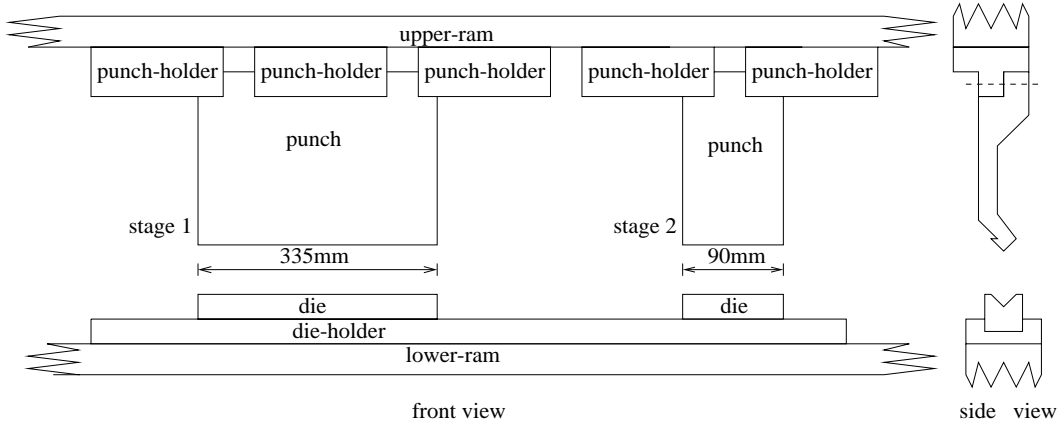 upper-ram
punch-holder punch-holder punch-holder punch-holder punch-holder
punch punch
stage 1 stage 2
335mm 90mm
die die
die-holder
lower-ram
front view side view